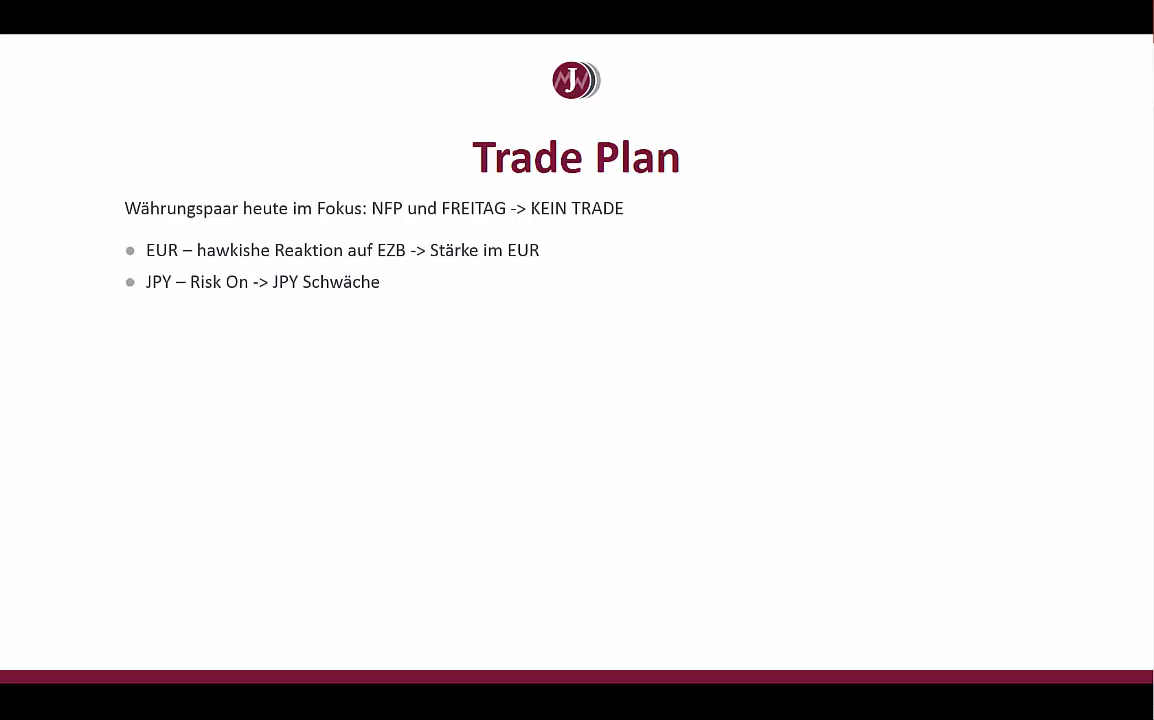 J
Trade Plan
Währungspaar heute im Fokus: NFP und FREITAG -> KEIN TRADE
EUR – hawkishe Reaktion auf EZB -> Stärke im EUR
JPY – Risk On -> JPY Schwäche